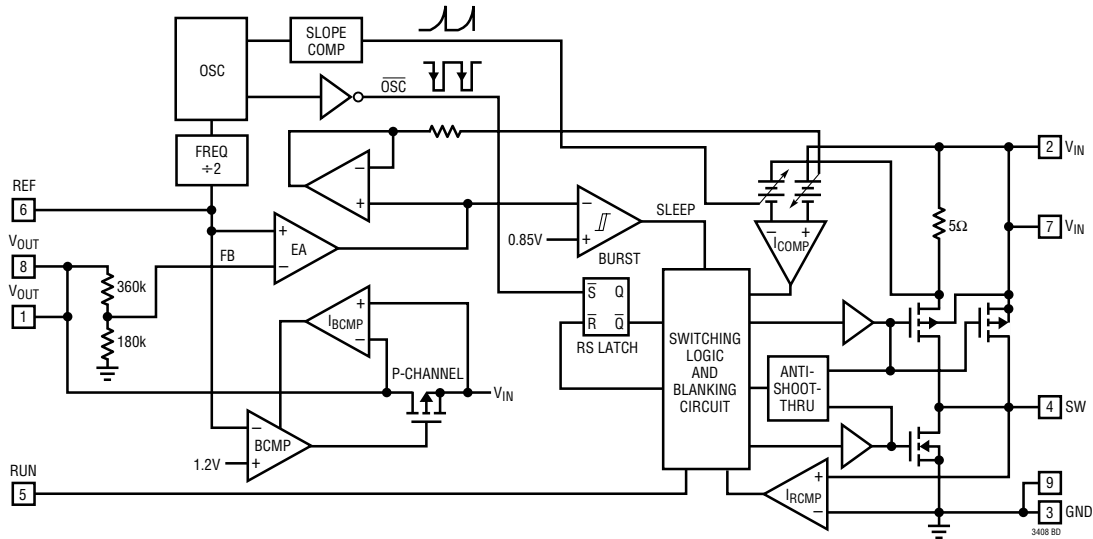 OSC
SLOPE
COMP
OSC
FREQ
÷2
REF
6
VOUT
8
VOUT
1
FB
360k
180k
+
EA
−
−
+
−
+
0.85V
BURST
SLEEP
− +
ICOMP
5Ω
2 VIN
7 VIN
S Q
R Q
RS LATCH
SWITCHING
LOGIC
AND
BLANKING
CIRCUIT
ANTI-
SHOOT-
THRU
+
IBCMP
−
P-CHANNEL
VIN
−
BCMP
+
1.2V
RUN
5
+
IRCMP
−
4 SW
9
3 GND
3408 BD